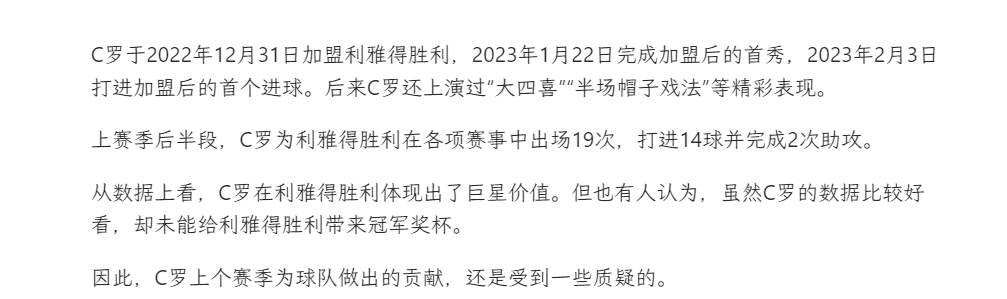 C罗于2022年12月31日加盟利雅得胜利，2023年1月22日完成加盟后的首秀，2023年2月3日
打进加盟后的首个进球。后来C罗还上演过“大四喜”“半场帽子戏法”等精彩表现。
上赛季后半段，C罗为利雅得胜利在各项赛事中出场19次，打进14球并完成2次助攻。
从数据上看，C罗在利雅得胜利体现出了巨星价值。但也有人认为，虽然C罗的数据比较好
看，却未能给利雅得胜利带来冠军奖杯。
因此，C罗上个赛季为球队做出的贡献，还是受到一些质疑的。